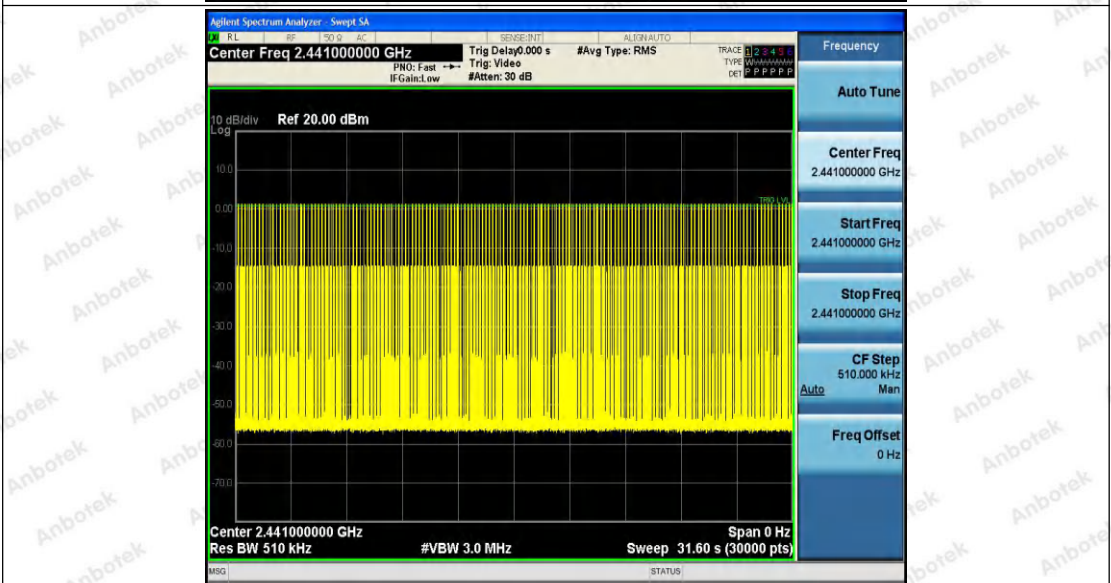 Agilent Spectrum Analyzer - Swept SA
RL RF 50 Ω AC SENSE:INT ALIGN AUTO
Center Freq 2.441000000 GHz
PNO: Fast
IFGain:Low
Trig Delay0.000 s
Trig: Video
#Atten: 30 dB
#Avg Type: RMS
TRACE 1 2 3 4 5 6
TYPE
DET P P P P P P
Frequency
Auto Tune
Center Freq
2.441000000 GHz
Start Freq
2.441000000 GHz
Stop Freq
2.441000000 GHz
CF Step
510.000 kHz
Auto Man
Freq Offset
0 Hz
10 dB/div Ref 20.00 dBm
Log
10.0
0.00
-10.0
-20.0
-30.0
-40.0
-50.0
-60.0
-70.0
TRIG LVL
Center 2.441000000 GHz Span 0 Hz
Res BW 510 kHz #VBW 3.0 MHz Sweep 31.60 s (30000 pts)
MSG STATUS
Anbotek